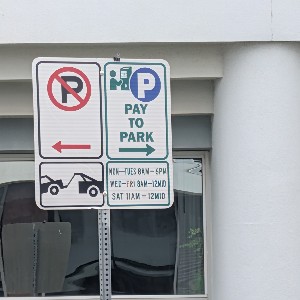 P
P
PAY
TO
PARK
MON-TUES 8AM-6PM
WED-FRI 8AM-12MID
SAT 11AM-12MID